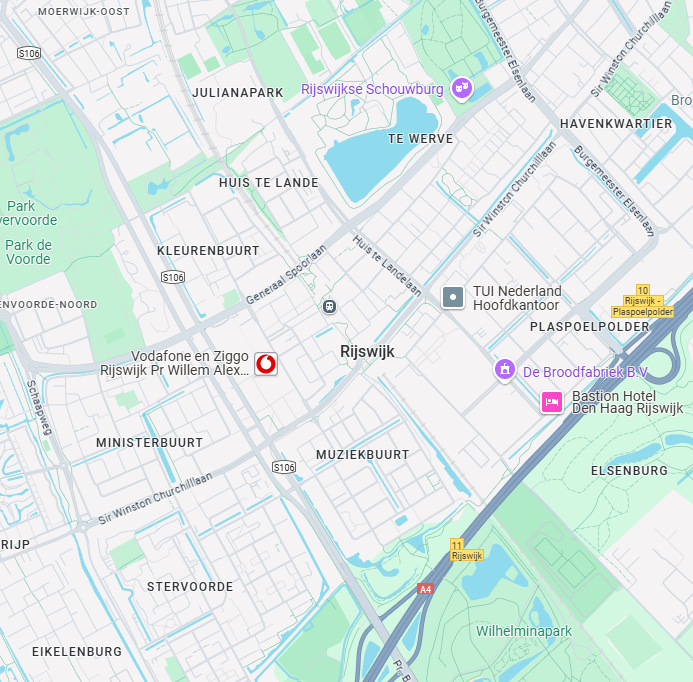 MOERWIJK-OOST
S106
JULIANAPARK
Rijswijkse Schouwburg
Burgemeester Elsenlaan
Sir Winston Churchilllaan
Bro
HAVENKWARTIER
TE WERVE
HUIS TE LANDE
Burgemeester Elsenlaan
Sir Winston Churchilllaan
Park
ervoorde
Park de
Voorde
KLEURENBUURT
S106
Generaal Spoorlaan
Huis te Landelaan
TUI Nederland
Hoofdkantoor
10
Rijswijk -
Plaspoelpolder
ENVOORDE-NOORD
PLASPOELPOLDER
Vodafone en Ziggo
Rijswijk Pr Willem Alex...
Rijswijk
De Broodfabriek B.V.
Bastion Hotel
Den Haag Rijswijk
Schaapweg
MINISTERBUURT
MUZIEKBUURT
S106
ELSENBURG
Sir Winston Churchilllaan
RIJP
11
Rijswijk
STERVOORDE
A4
Wilhelminapark
EIKELENBURG
Pr. B